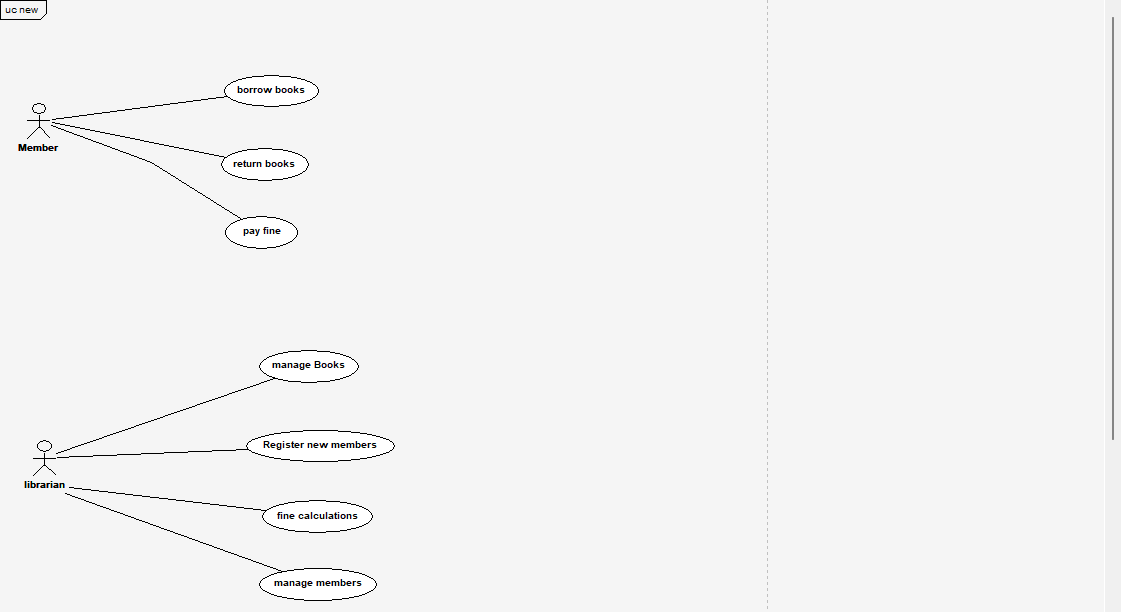 uc new
borrow books
Member
return books
pay fine
manage Books
Register new members
librarian
fine calculations
manage members